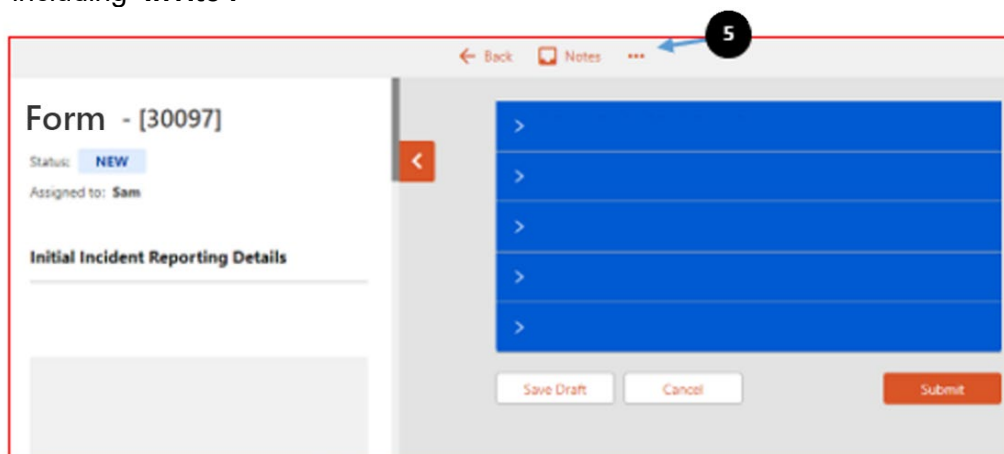 5
← Back Notes •••
Form - [30097]
Status: NEW
Assigned to: Sam
Initial Incident Reporting Details
Save Draft Cancel Submit